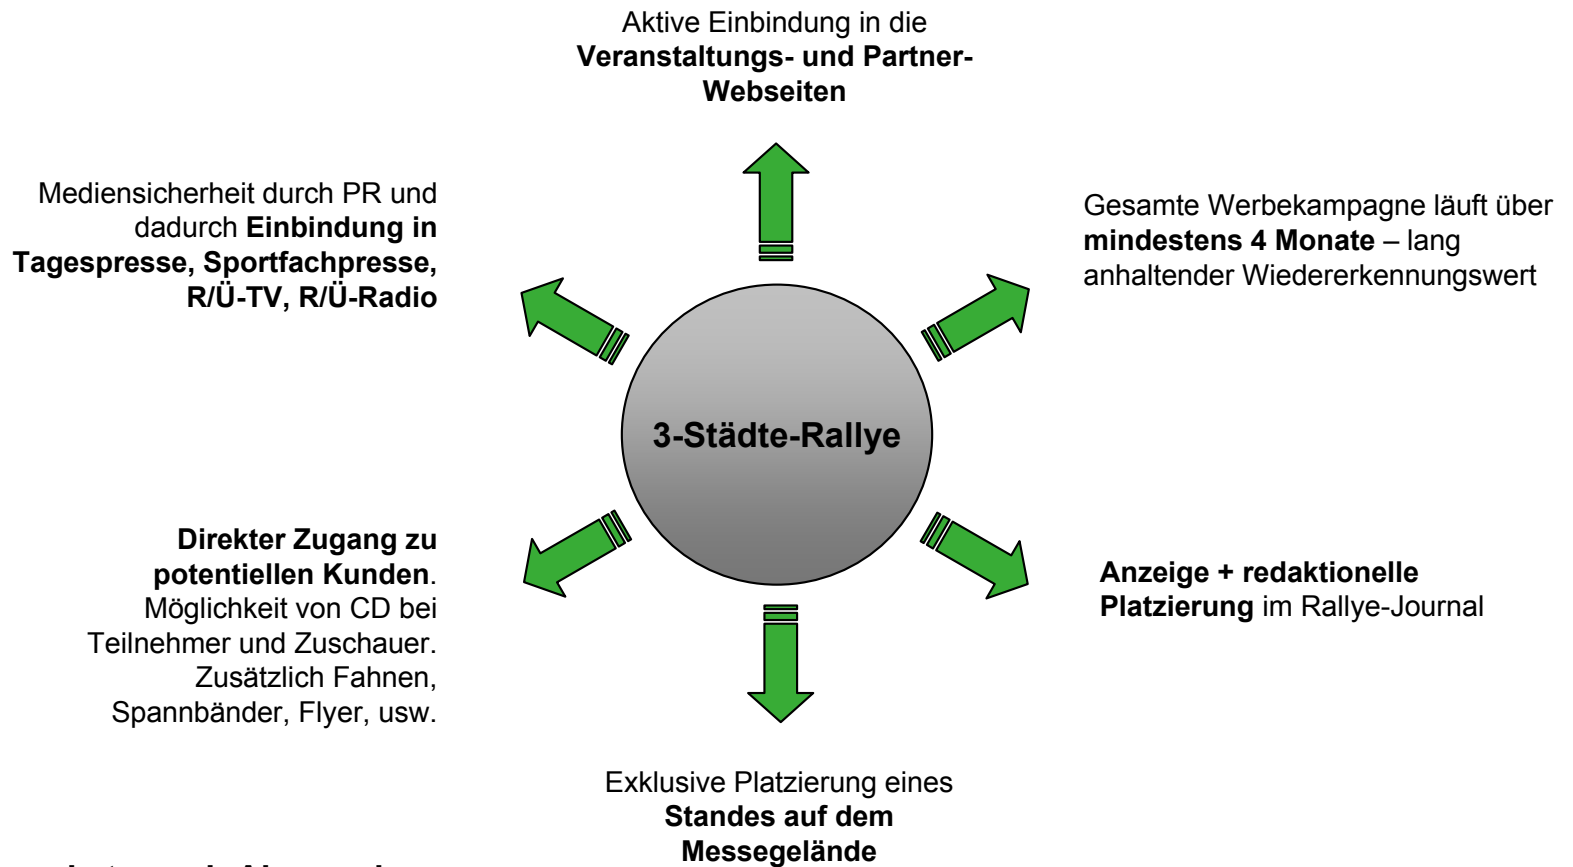 Aktive Einbindung in die
Veranstaltungs- und Partner-
Webseiten
Mediensicherheit durch PR und
dadurch Einbindung in
Tagespresse, Sportfachpresse,
R/Ü-TV, R/Ü-Radio
Gesamte Werbekampagne läuft über
mindestens 4 Monate – lang
anhaltender Wiedererkennungswert
3-Städte-Rallye
Direkter Zugang zu
potentiellen Kunden.
Möglichkeit von CD bei
Teilnehmer und Zuschauer.
Zusätzlich Fahnen,
Spannbänder, Flyer, usw.
Anzeige + redaktionelle
Platzierung im Rallye-Journal
Exklusive Platzierung eines
Standes auf dem
Messegelände